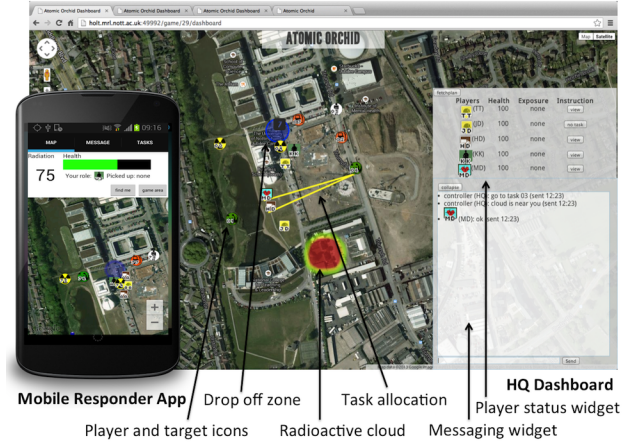 Atomic Orchid Dashboard
Atomic Orchid Dashboard
Atomic Orchid Dashboard
Atomic Orchid
holt.mrl.nott.ac.uk:49992/game/29/dashboard
ATOMIC ORCHID
Map Satellite
fetchplan
Players Health Exposure Instruction
(TT) 100 none view
(JD) 100 none no task
(HD) 100 none view
(KK) 100 none view
(MD) 100 none view
collapse
• controller (HQ): go to task 03 (sent 12:23)
• controller (HQ): cloud is near you (sent 12:23)
• MD (MD): ok (sent 12:23)
Send
09:16
MAP MESSAGE TASKS
Radiation Health
75
Your role: Picked up: none
find me game area
Mobile Responder App
Drop off zone
Task allocation
HQ Dashboard
Player status widget
Player and target icons
Radioactive cloud
Messaging widget